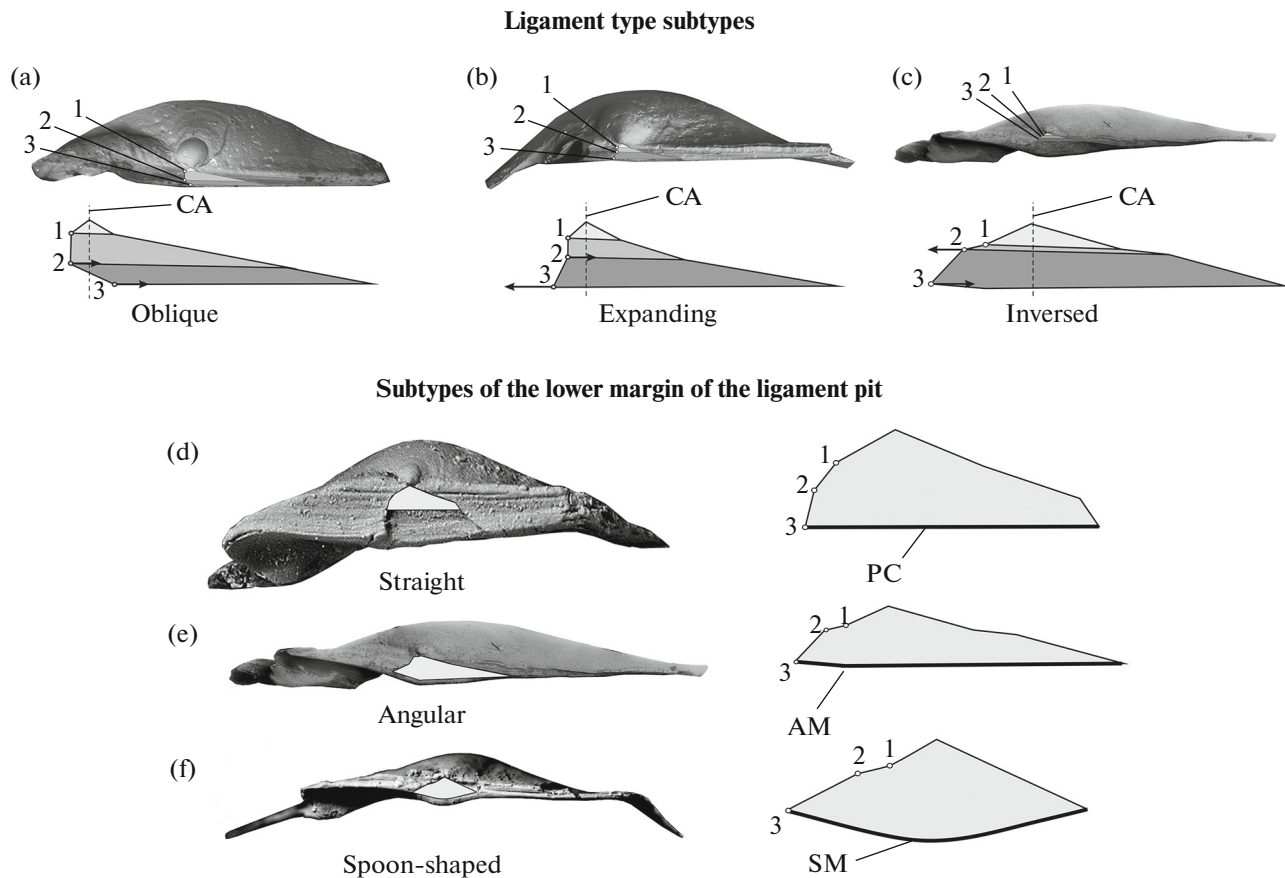 Ligament type subtypes
(a) (b) (c)
1 2 3
1 2 3
3 2 1
CA CA CA
1 2 3
1 2 3
2 1 3
Oblique Expanding Inversed
Subtypes of the lower margin of the ligament pit
(d)
1
2
3
Straight PC
(e)
2 1
3
Angular AM
(f)
2 1
3
Spoon-shaped SM